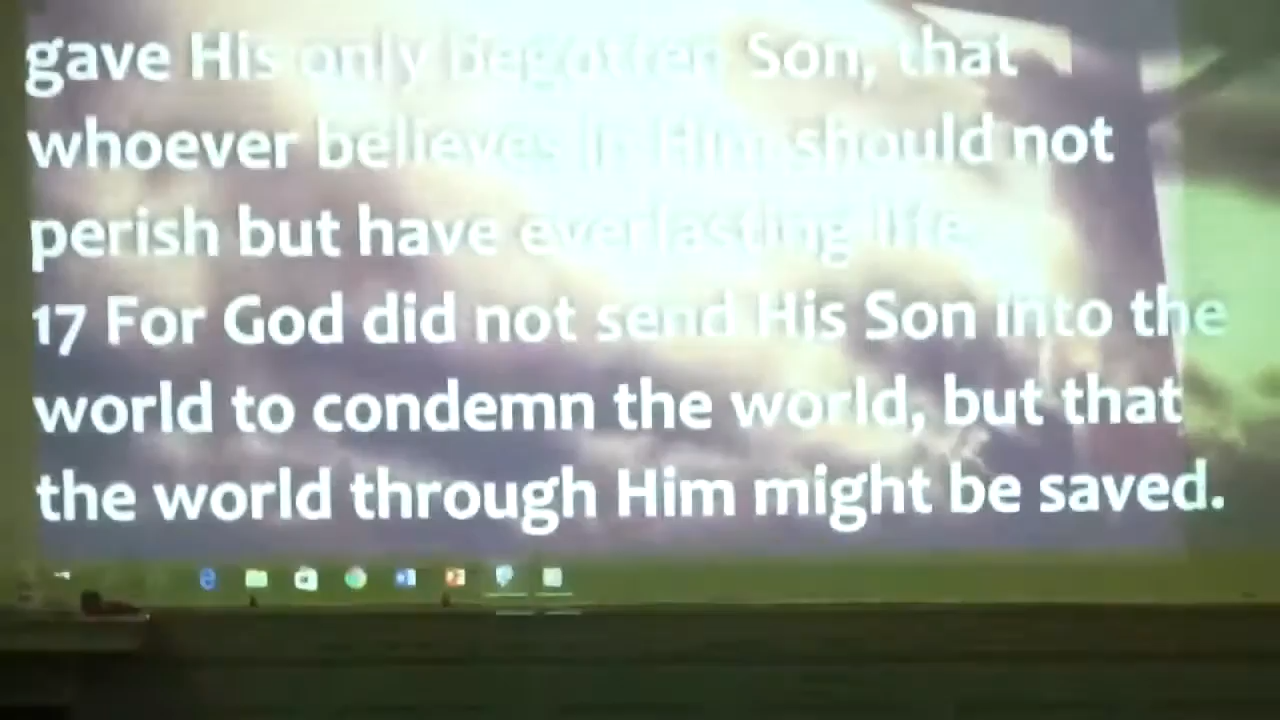 gave His only begotten Son, that
whoever believes in Him should not
perish but have everlasting life.
17 For God did not send His Son into the
world to condemn the world, but that
the world through Him might be saved.